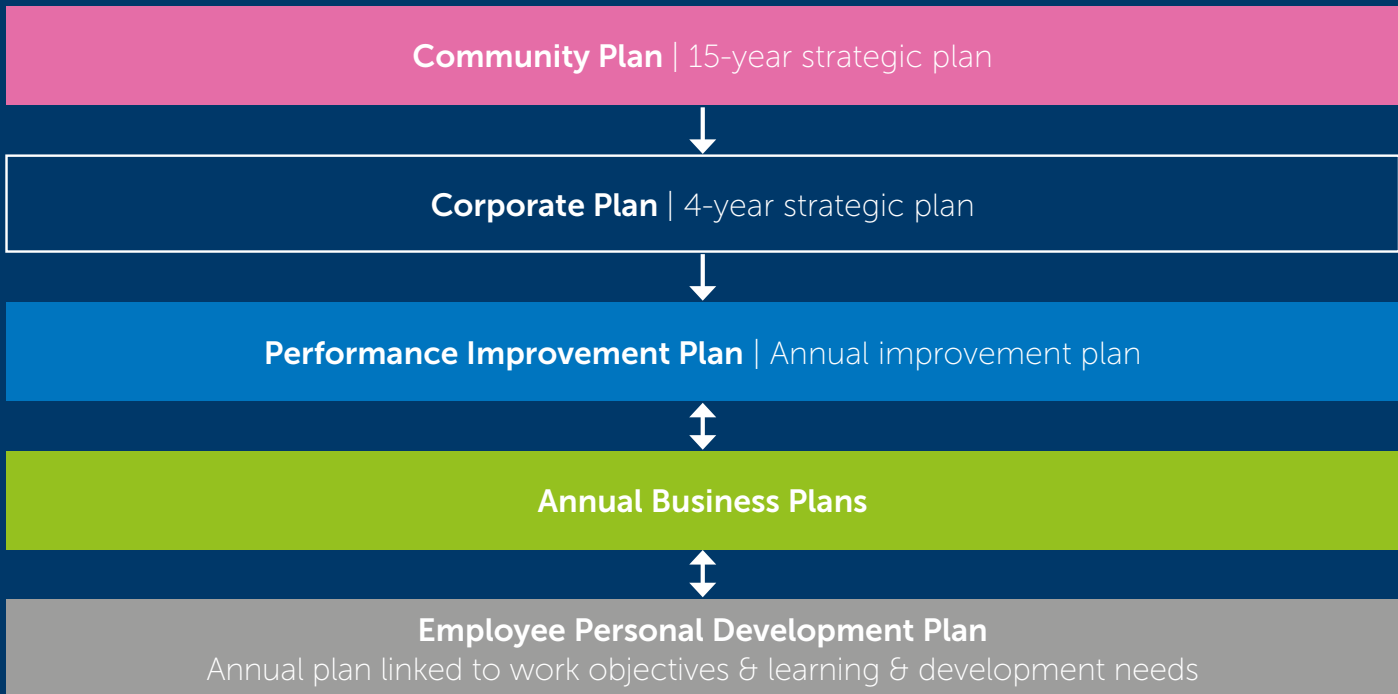 Community Plan | 15-year strategic plan
Corporate Plan | 4-year strategic plan
Performance Improvement Plan | Annual improvement plan
Annual Business Plans
Employee Personal Development Plan
Annual plan linked to work objectives & learning & development needs